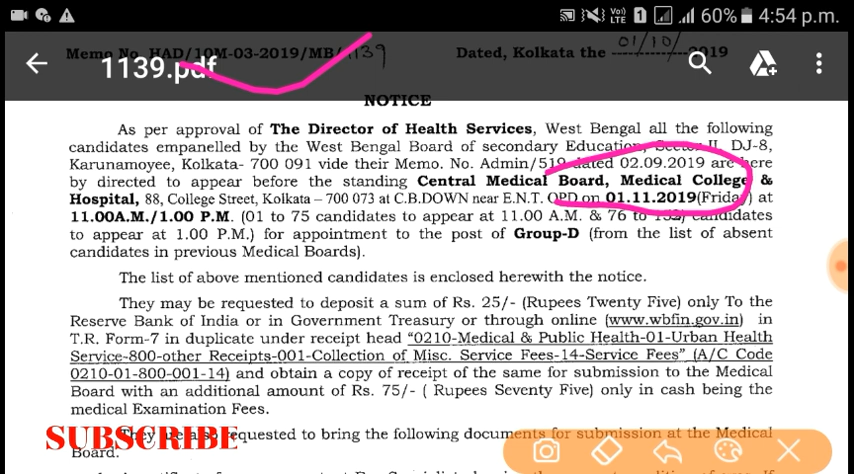 VoLTE 1 60% 4:54 p.m.
Memo No. HAD/10M-03-2019/MB/1139 Dated, Kolkata the 01/10/2019
1139.pdf
NOTICE
As per approval of The Director of Health Services, West Bengal all the following
candidates empanelled by the West Bengal Board of secondary Education, Sector II, DJ-8,
Karunamoyee, Kolkata- 700 091 vide their Memo. No. Admin/519 dated 02.09.2019 are here
by directed to appear before the standing Central Medical Board, Medical College &
Hospital, 88, College Street, Kolkata – 700 073 at C.B.DOWN near E.N.T. OPD on 01.11.2019(Friday) at
11.00A.M./1.00 P.M. (01 to 75 candidates to appear at 11.00 A.M. & 76 to candidates
to appear at 1.00 P.M.) for appointment to the post of Group-D (from the list of absent
candidates in previous Medical Boards).
The list of above mentioned candidates is enclosed herewith the notice.
They may be requested to deposit a sum of Rs. 25/- (Rupees Twenty Five) only To the
Reserve Bank of India or in Government Treasury or through online (www.wbfin.gov.in) in
T.R. Form-7 in duplicate under receipt head "0210-Medical & Public Health-01-Urban Health
Service-800-other Receipts-001-Collection of Misc. Service Fees-14-Service Fees" (A/C Code
0210-01-800-001-14) and obtain a copy of receipt of the same for submission to the Medical
Board with an additional amount of Rs. 75/- ( Rupees Seventy Five) only in cash being the
medical Examination Fees.
SUBSCRIBE
They are also requested to bring the following documents for submission at the Medical
Board.